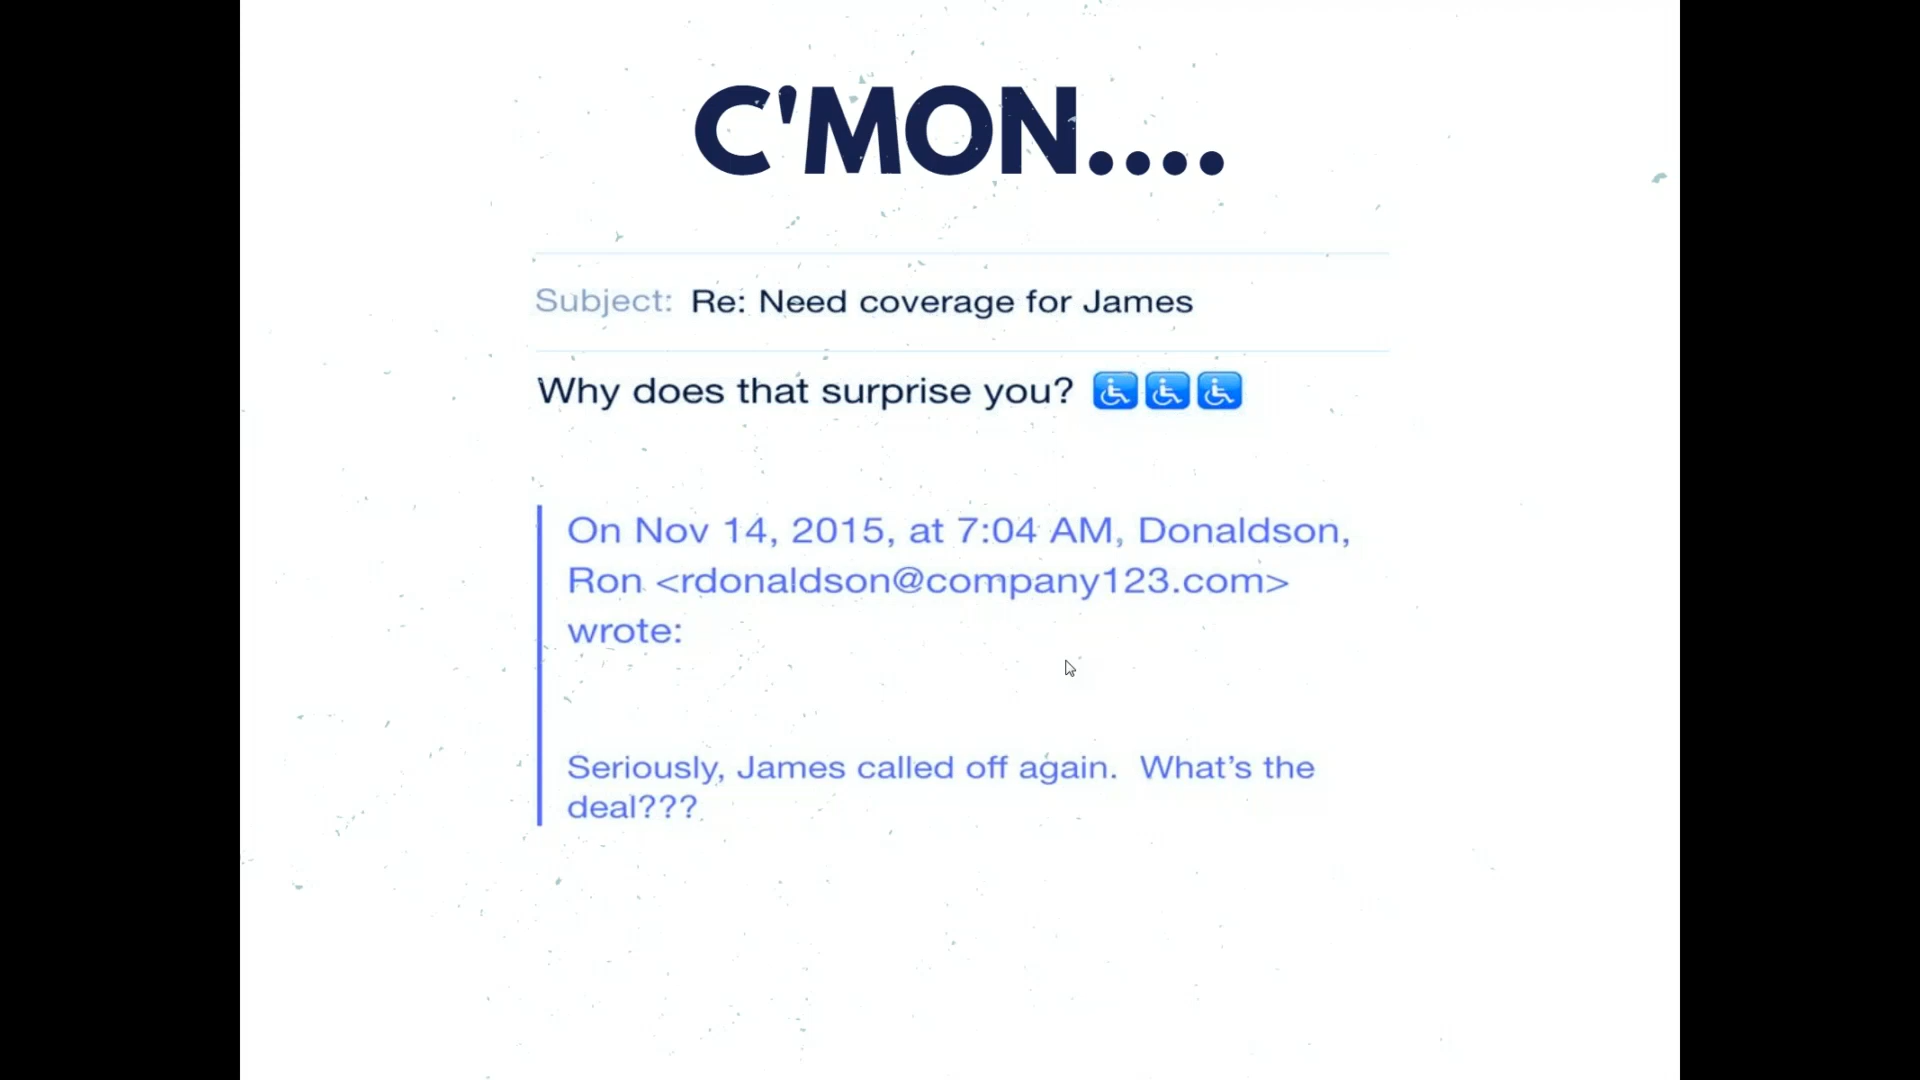 C'MON....
Subject: Re: Need coverage for James
Why does that surprise you? ♿♿♿
On Nov 14, 2015, at 7:04 AM, Donaldson,
Ron <rdonaldson@company123.com>
wrote:
Seriously, James called off again. What’s the
deal???